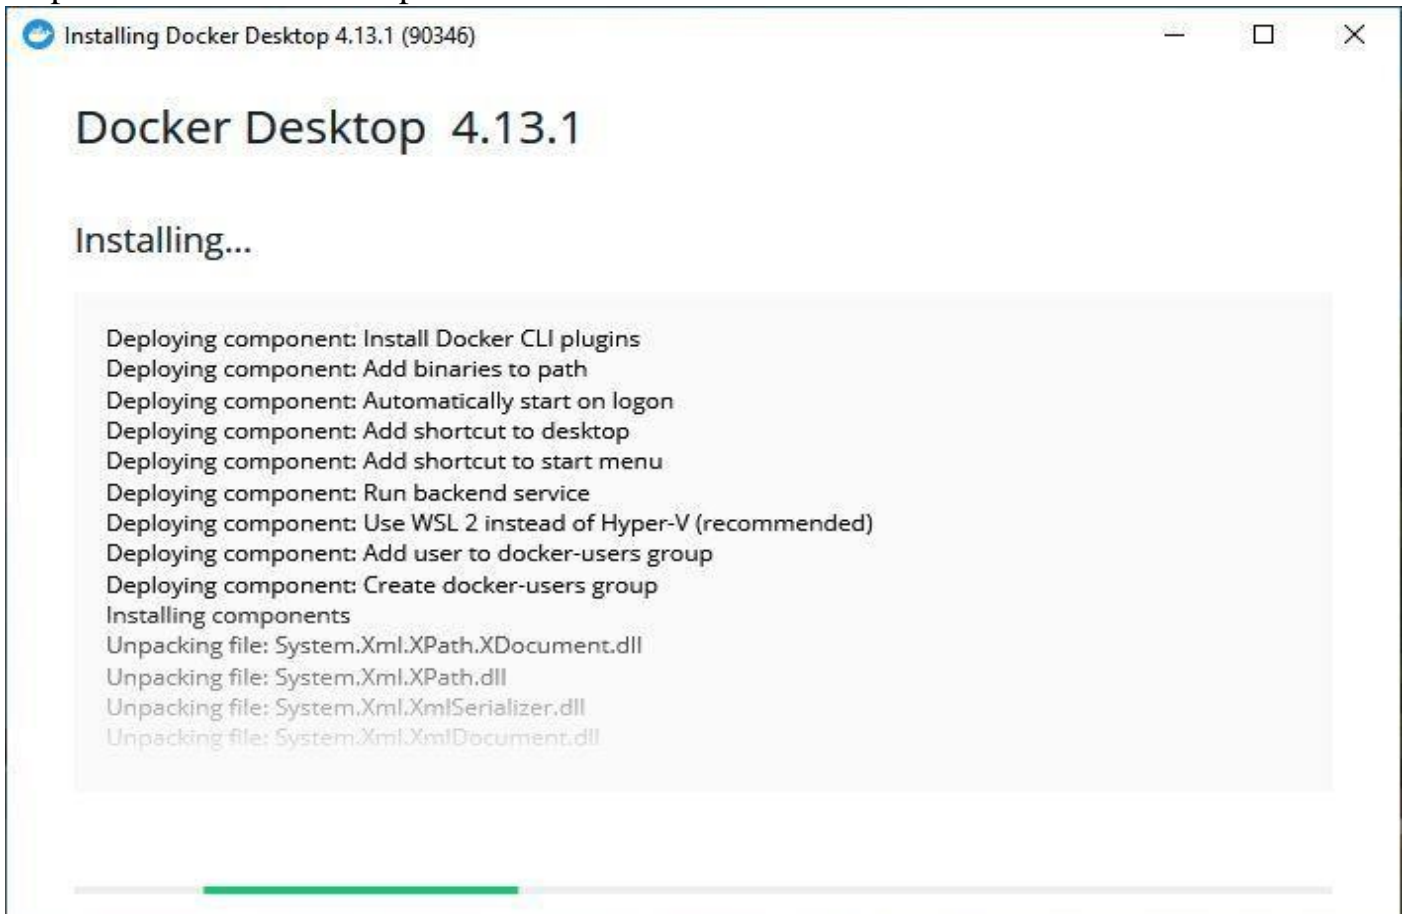 Installing Docker Desktop 4.13.1 (90346)
Docker Desktop 4.13.1
Installing...
Deploying component: Install Docker CLI plugins
Deploying component: Add binaries to path
Deploying component: Automatically start on logon
Deploying component: Add shortcut to desktop
Deploying component: Add shortcut to start menu
Deploying component: Run backend service
Deploying component: Use WSL 2 instead of Hyper-V (recommended)
Deploying component: Add user to docker-users group
Deploying component: Create docker-users group
Installing components
Unpacking file: System.Xml.XPath.XDocument.dll
Unpacking file: System.Xml.XPath.dll
Unpacking file: System.Xml.XmlSerializer.dll
Unpacking file: System.Xml.XmlDocument.dll